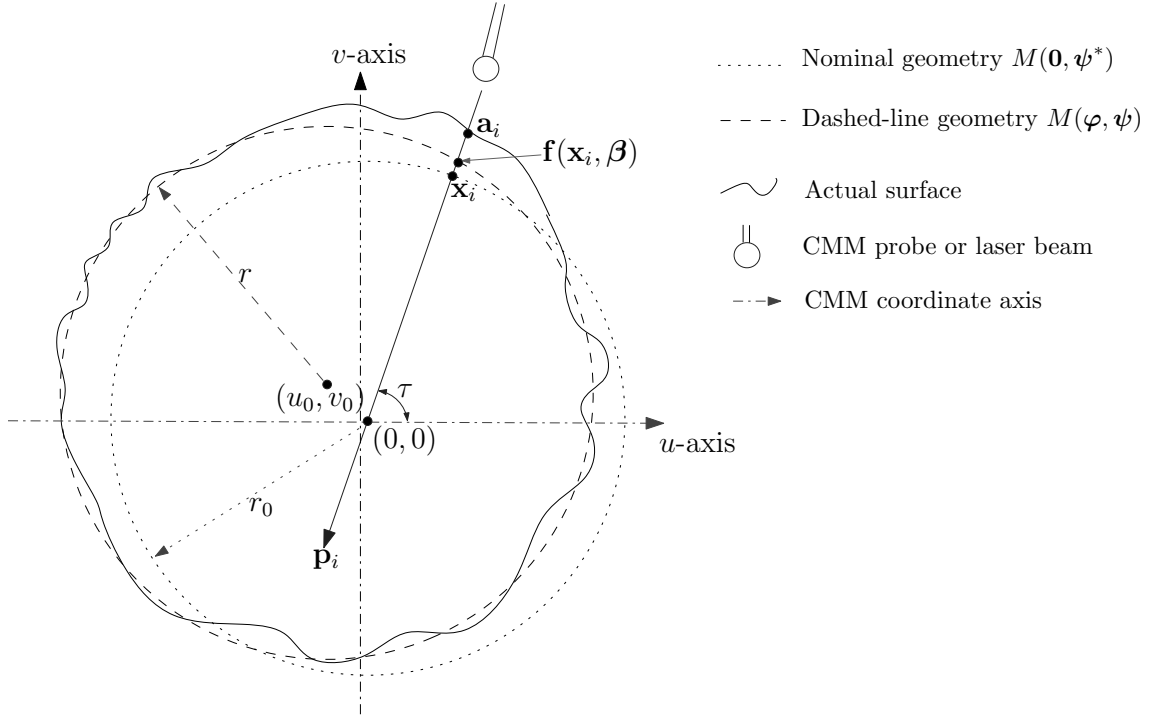 v-axis
a_i
f(x_i, β)
x_i
r
τ
(u_0, v_0)
(0, 0)
u-axis
r_0
p_i
Nominal geometry M(0, ψ*)
Dashed-line geometry M(φ, ψ)
Actual surface
CMM probe or laser beam
CMM coordinate axis